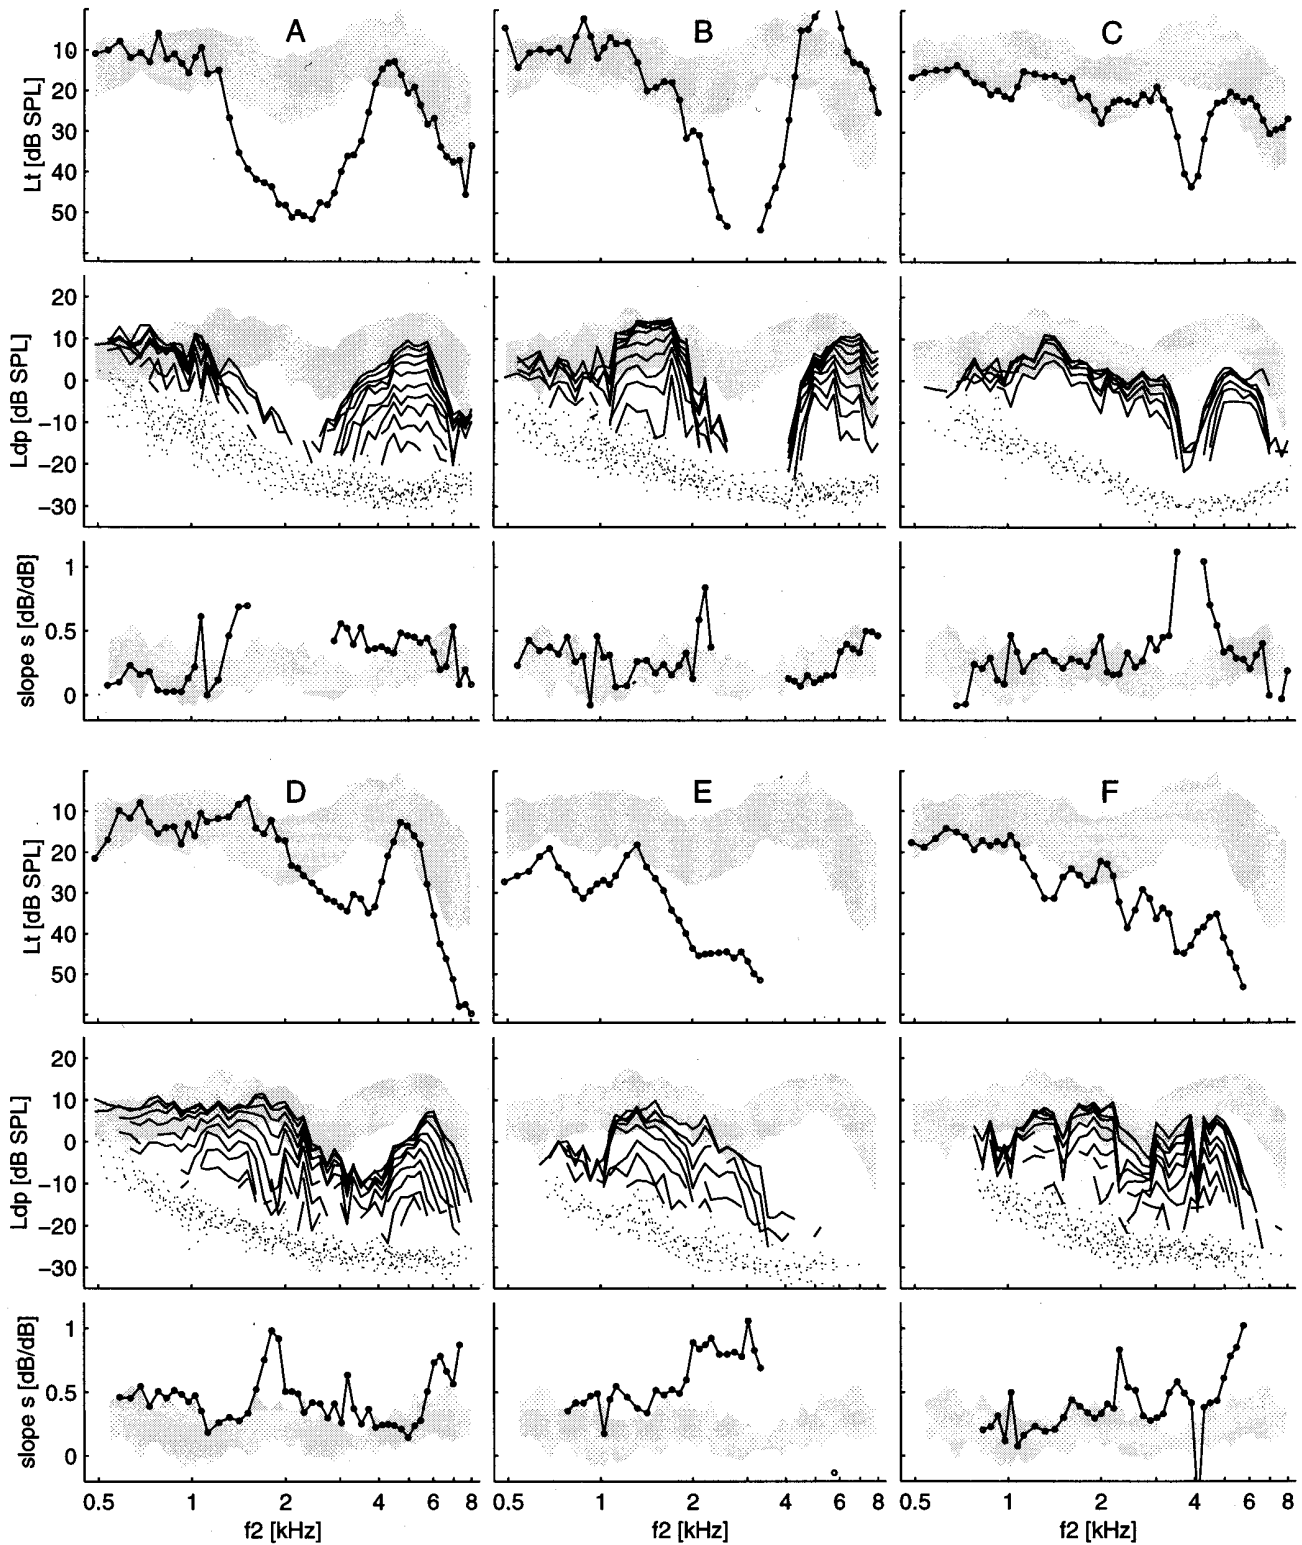 A B C
Lt [dB SPL]
10
20
30
40
50
Ldp [dB SPL]
20
10
0
−10
−20
−30
slope s [dB/dB]
1
0.5
0
D E F
Lt [dB SPL]
10
20
30
40
50
Ldp [dB SPL]
20
10
0
−10
−20
−30
slope s [dB/dB]
1
0.5
0
0.5 1 2 4 6 8 0.5 1 2 4 6 8 0.5 1 2 4 6 8
f2 [kHz] f2 [kHz] f2 [kHz]